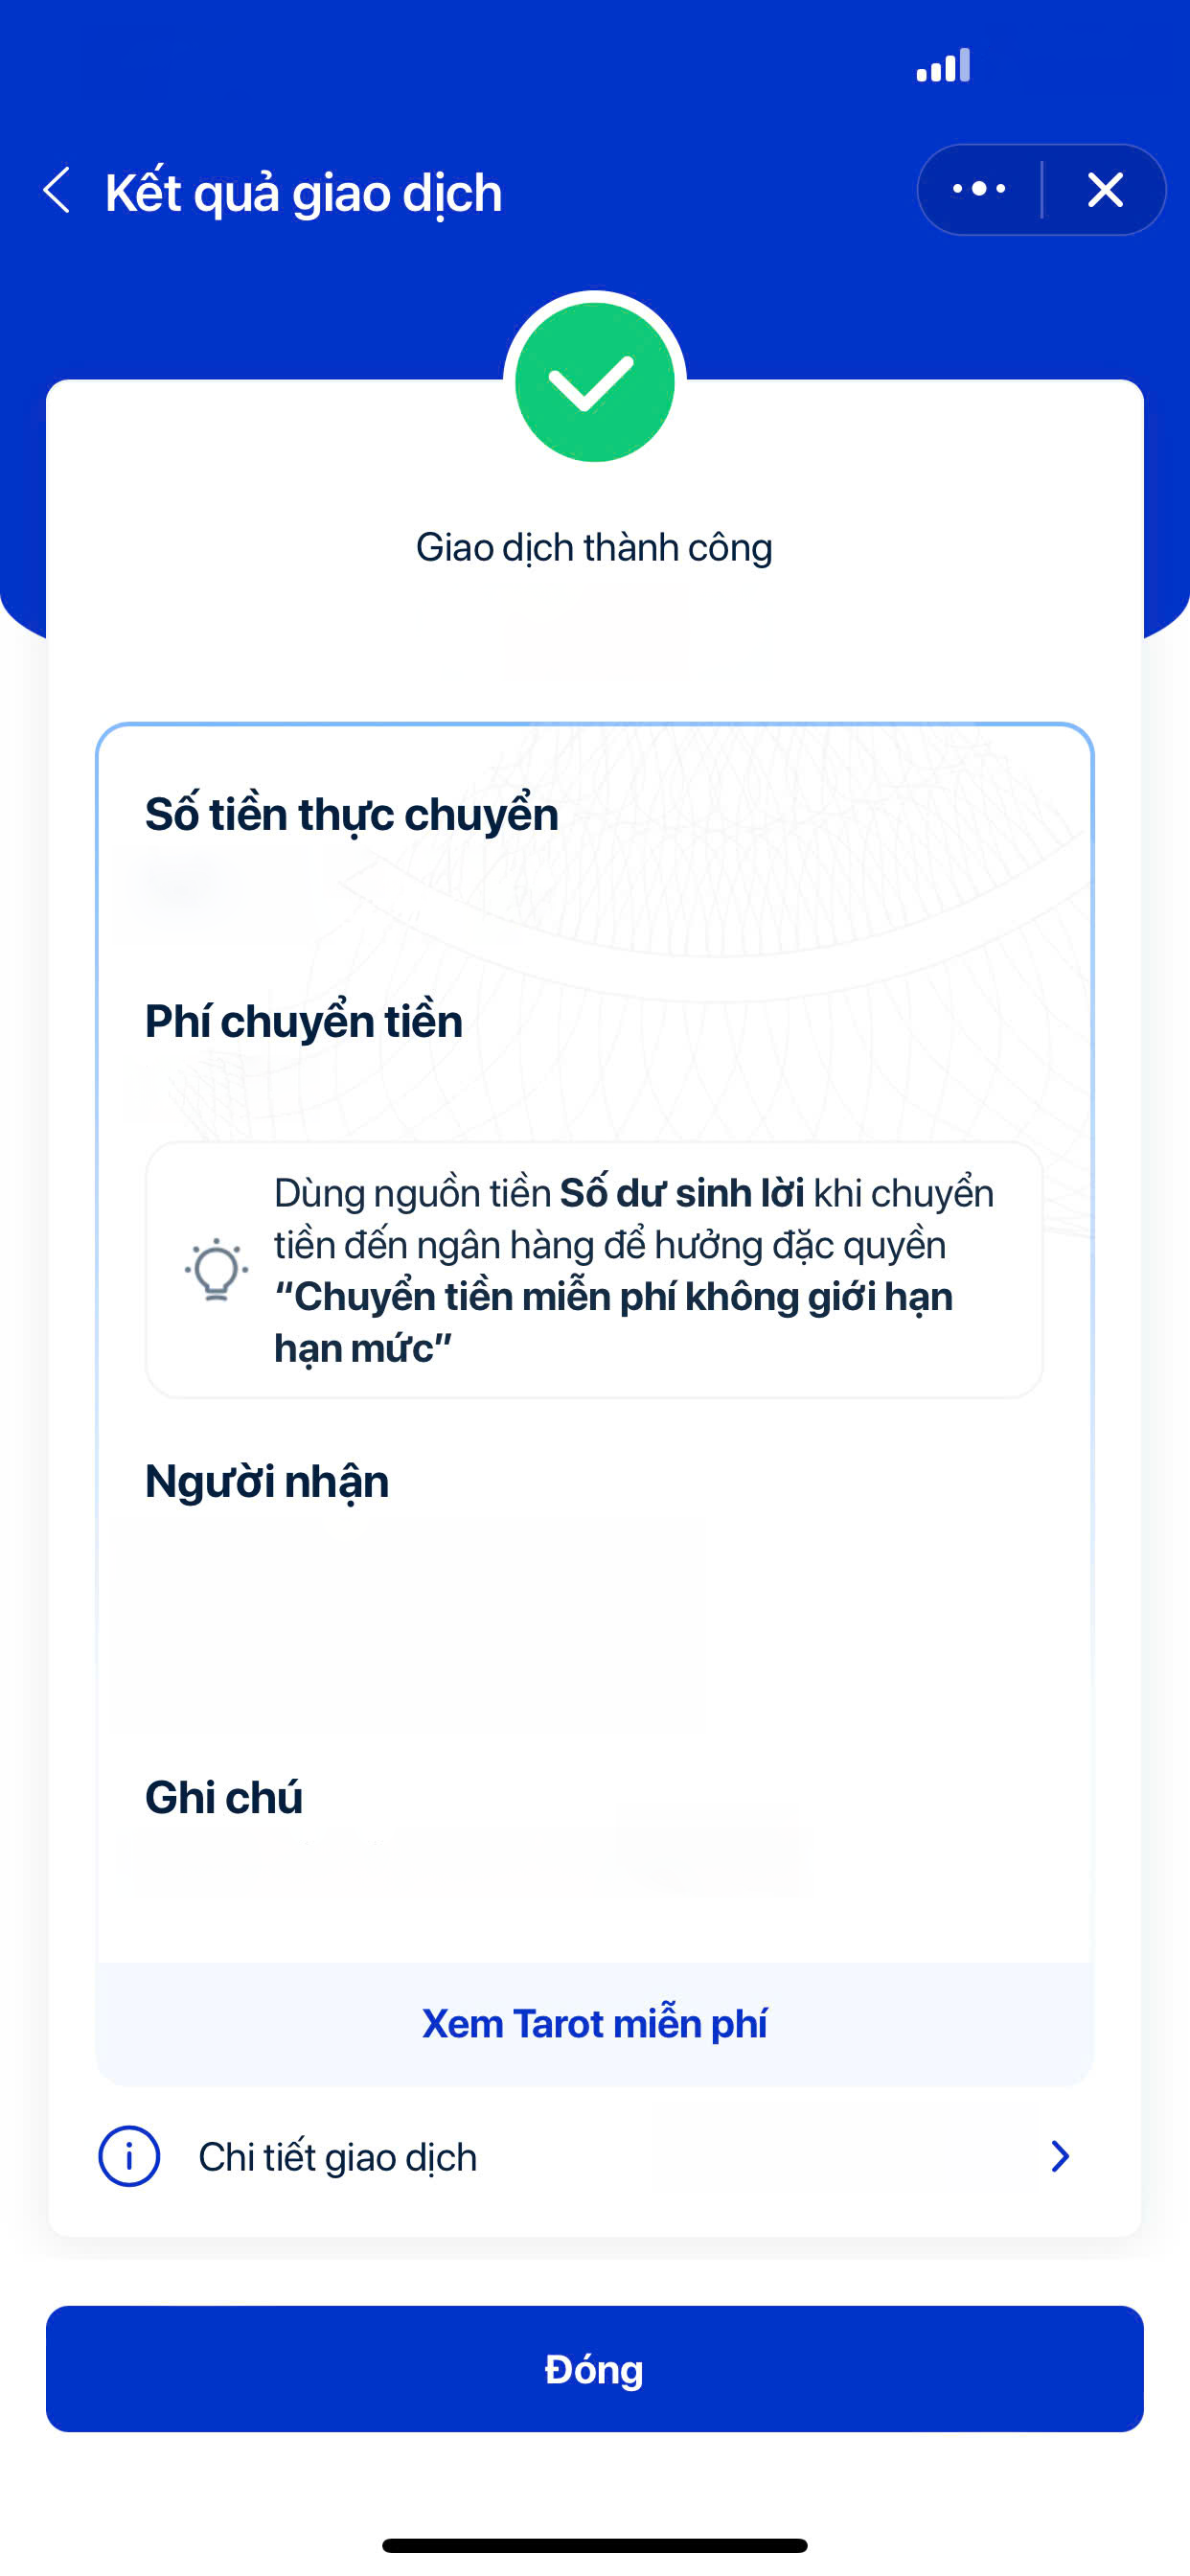 Kết quả giao dịch
Giao dịch thành công
Số tiền thực chuyển
Phí chuyển tiền
Dùng nguồn tiền Số dư sinh lời khi chuyển
tiền đến ngân hàng để hưởng đặc quyền
“Chuyển tiền miễn phí không giới hạn
hạn mức”
Người nhận
Ghi chú
Xem Tarot miễn phí
Chi tiết giao dịch
Đóng